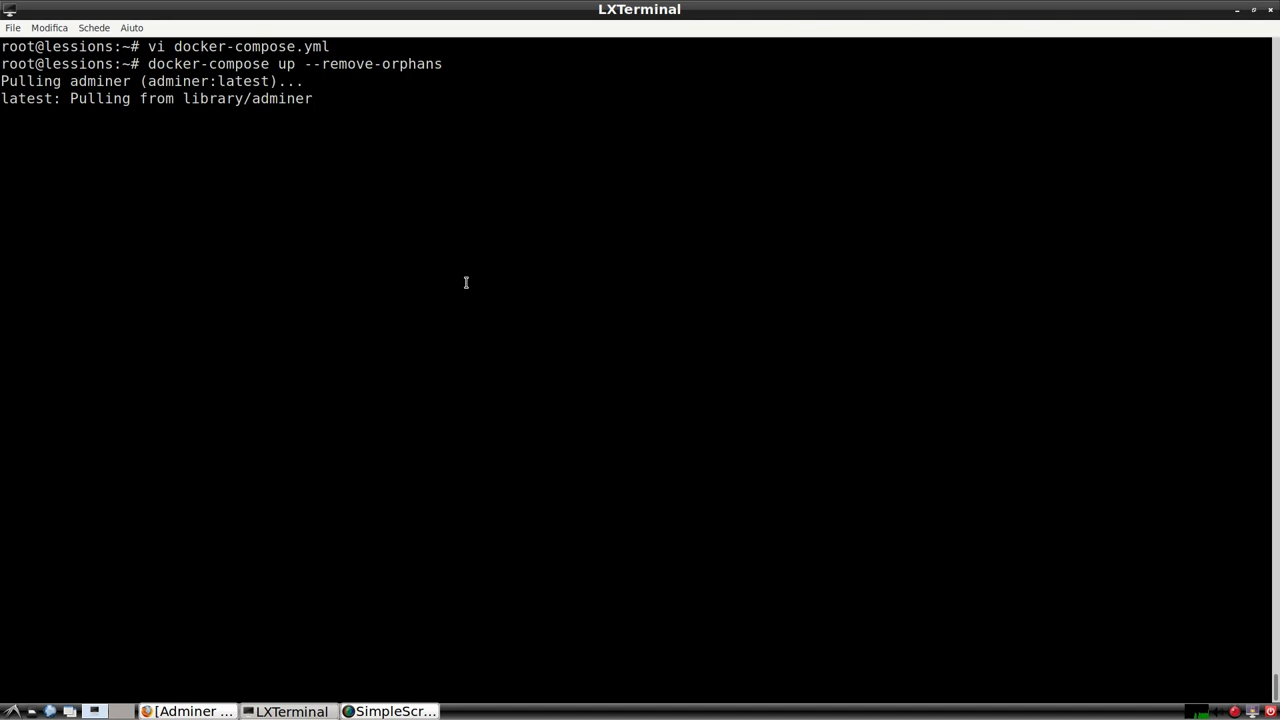 LXTerminal
File Modifica Schede Aiuto
root@lessions:~# vi docker-compose.yml
root@lessions:~# docker-compose up --remove-orphans
Pulling adminer (adminer:latest)...
latest: Pulling from library/adminer
[Adminer ... LXTerminal SimpleScr...